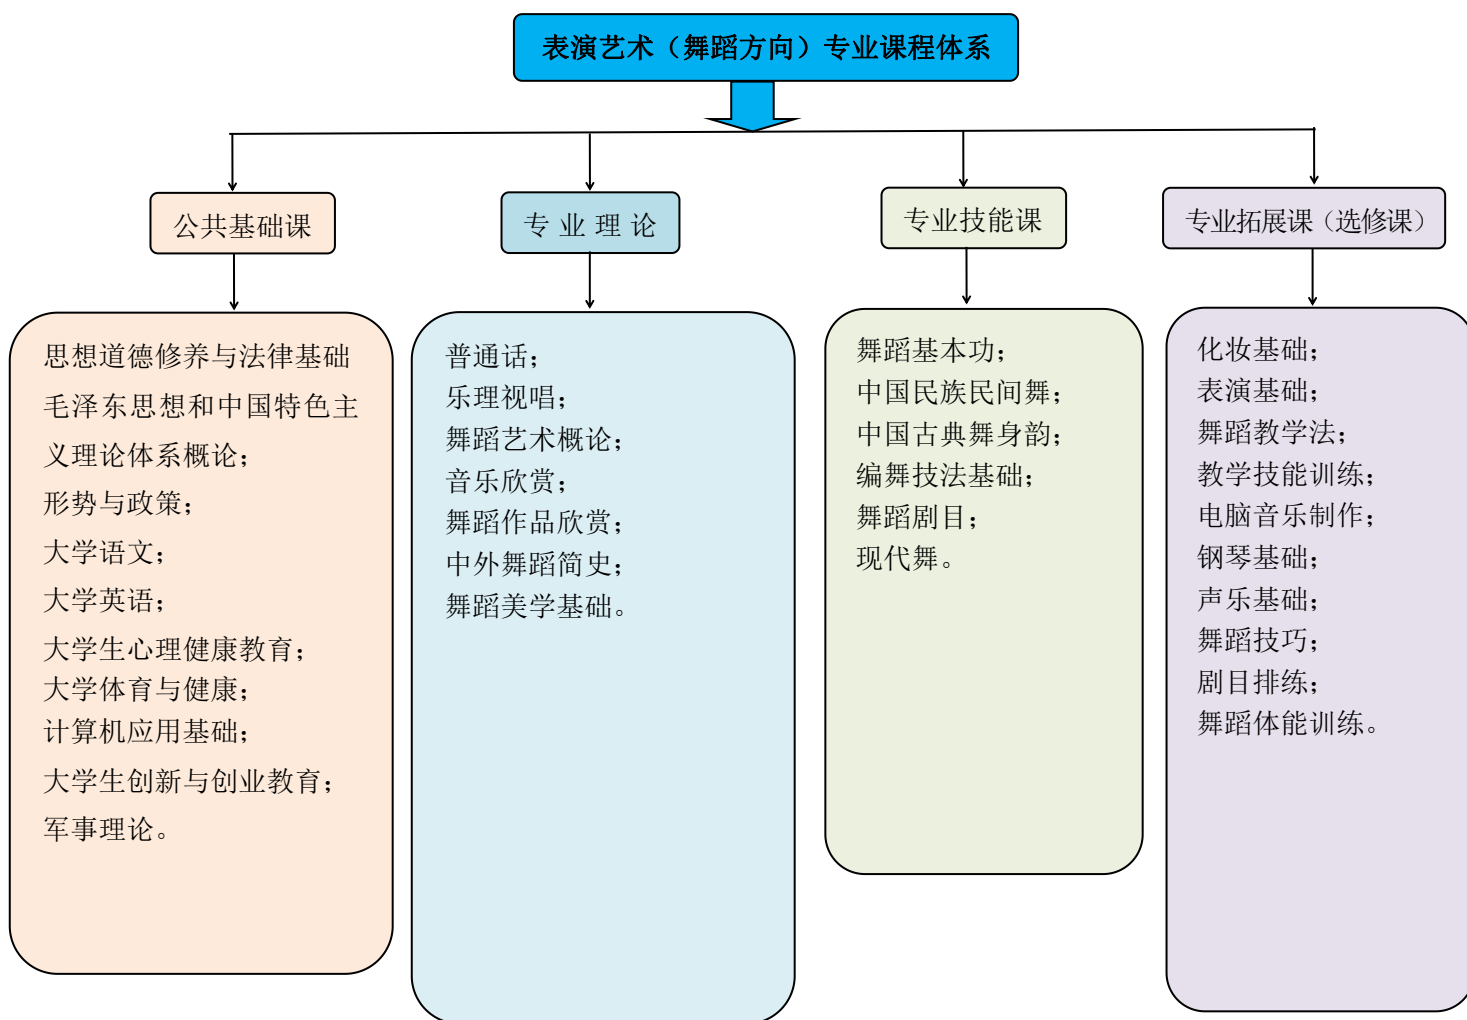 表演艺术（舞蹈方向）专业课程体系
公共基础课
专业理论
专业技能课
专业拓展课（选修课）
思想道德修养与法律基础
毛泽东思想和中国特色主
义理论体系概论；
形势与政策；
大学语文；
大学英语；
大学生心理健康教育；
大学体育与健康；
计算机应用基础；
大学生创新与创业教育；
军事理论。
普通话；
乐理视唱；
舞蹈艺术概论；
音乐欣赏；
舞蹈作品欣赏；
中外舞蹈简史；
舞蹈美学基础。
舞蹈基本功；
中国民族民间舞；
中国古典舞身韵；
编舞技法基础；
舞蹈剧目；
现代舞。
化妆基础；
表演基础；
舞蹈教学法；
教学技能训练；
电脑音乐制作；
钢琴基础；
声乐基础；
舞蹈技巧；
剧目排练；
舞蹈体能训练。